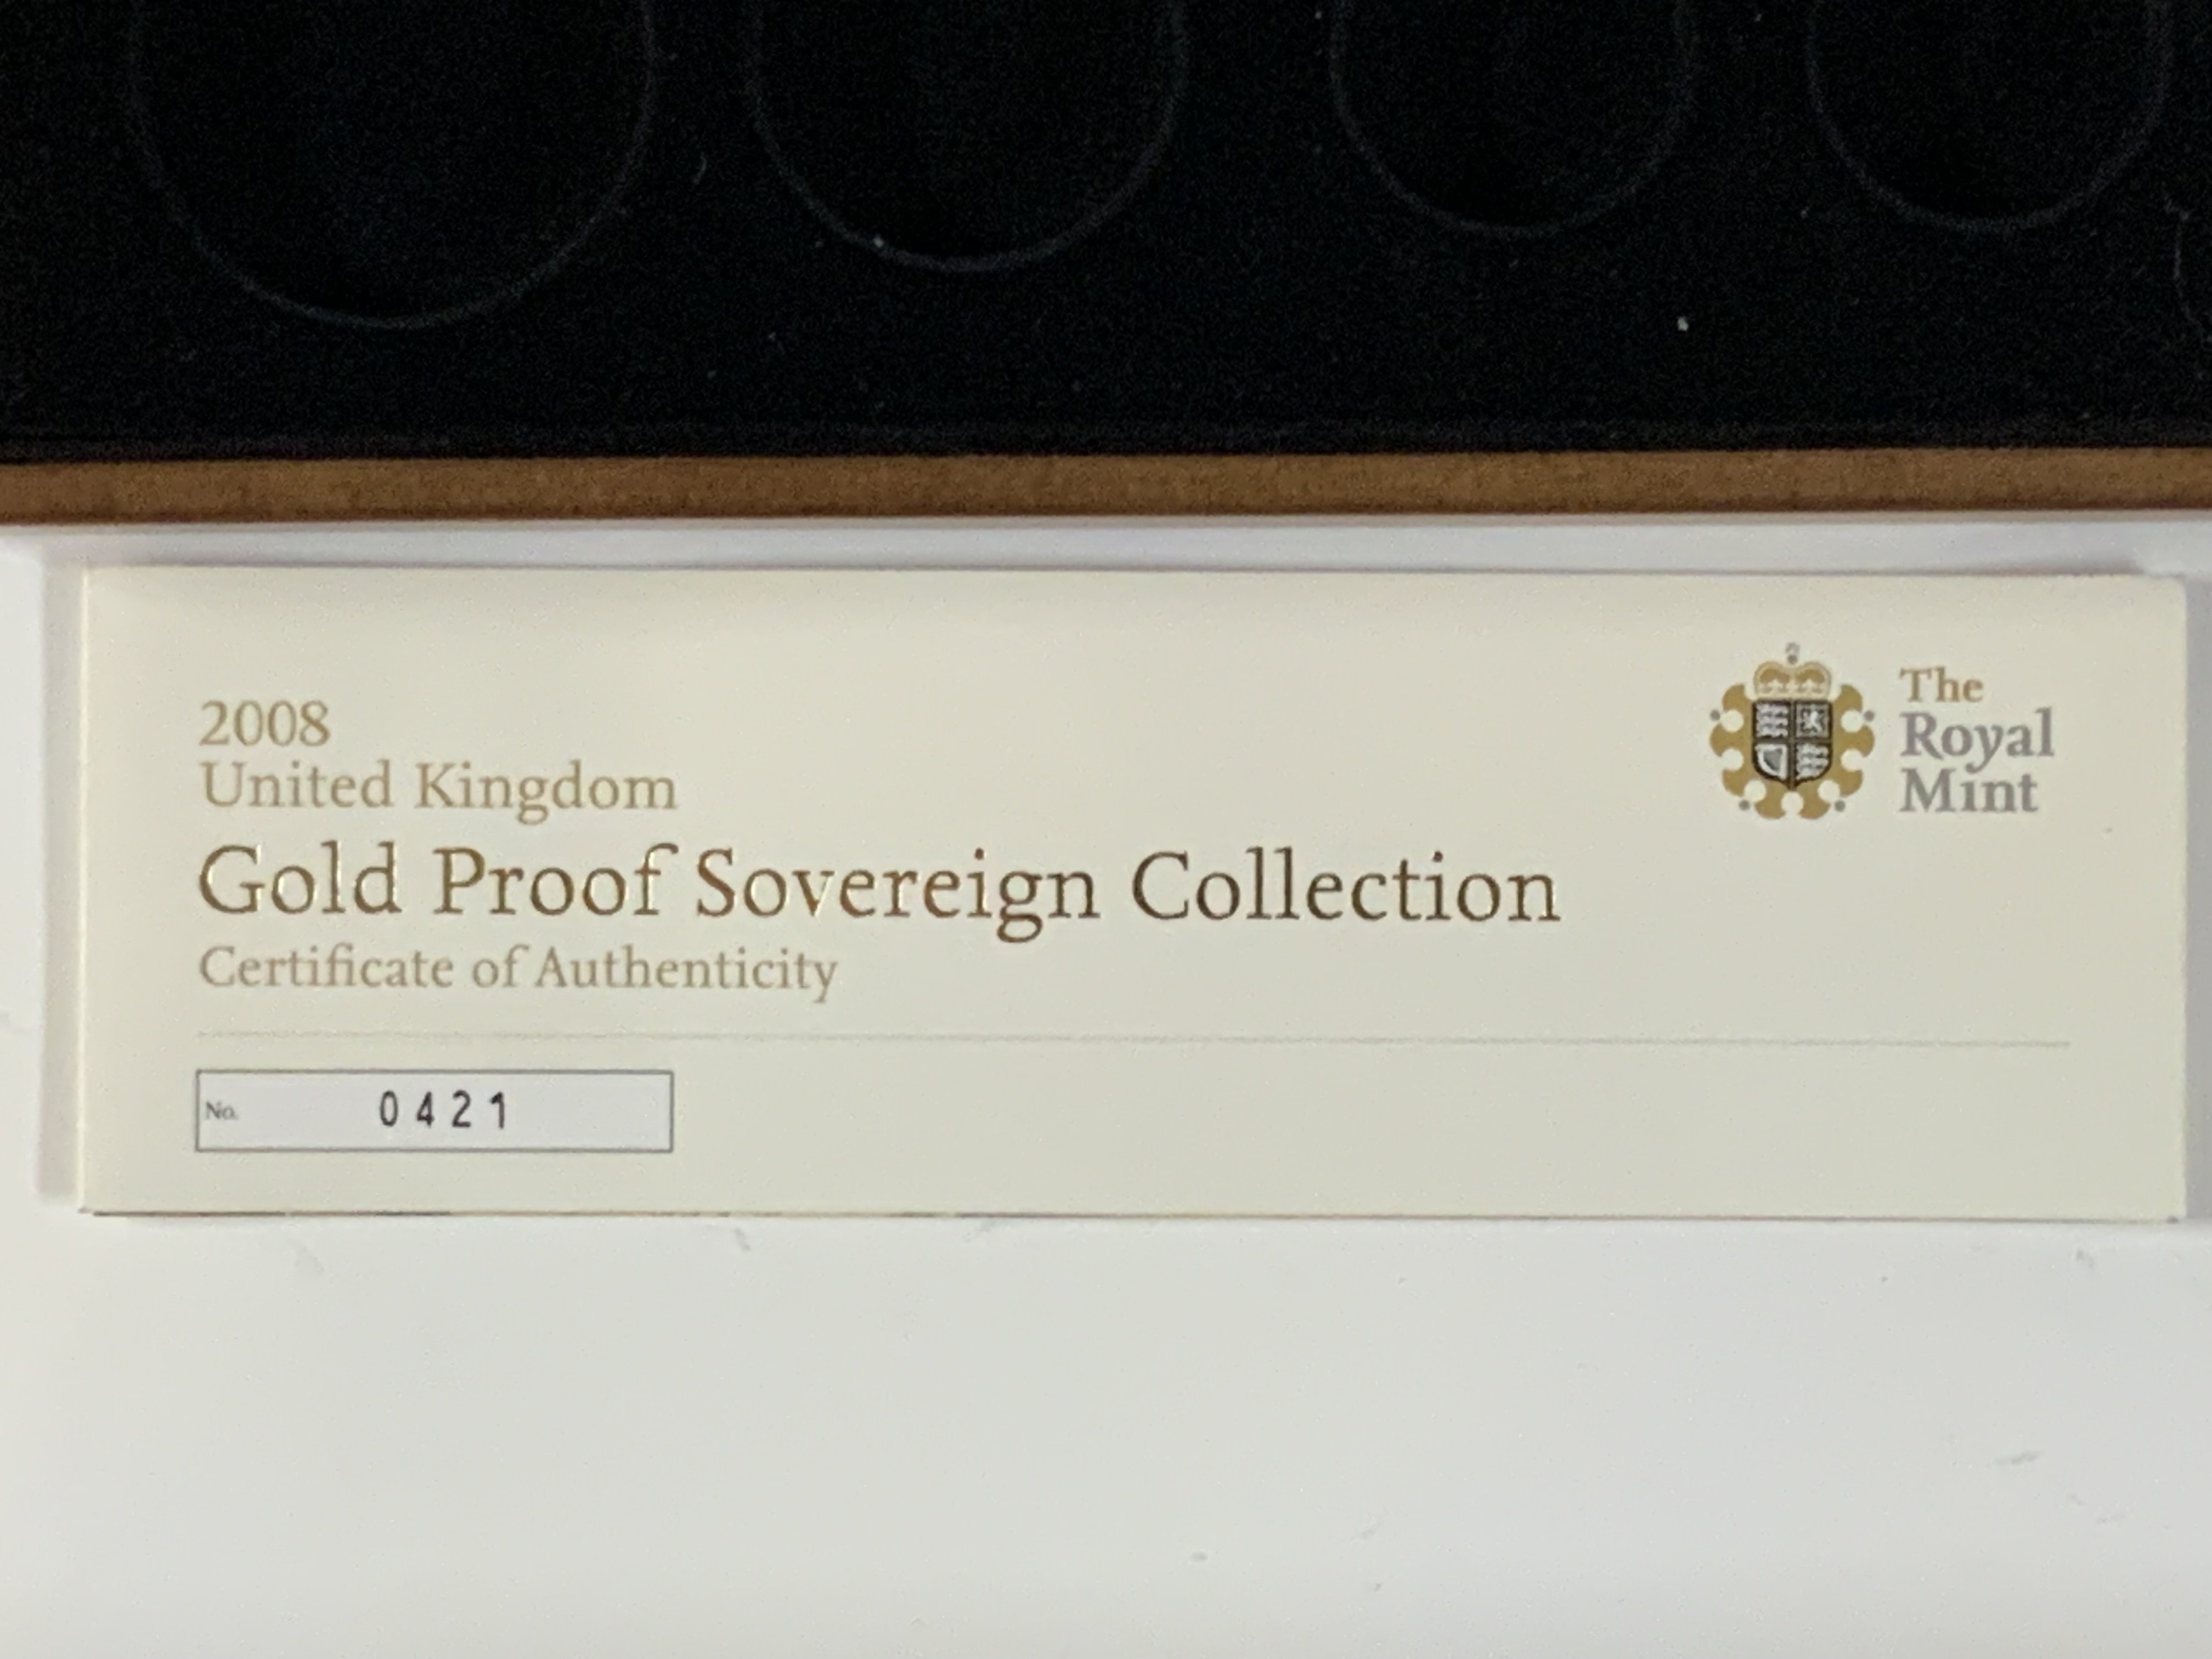 2008
United Kingdom
Gold Proof Sovereign Collection
Certificate of Authenticity
The
Royal
Mint
No. 0421